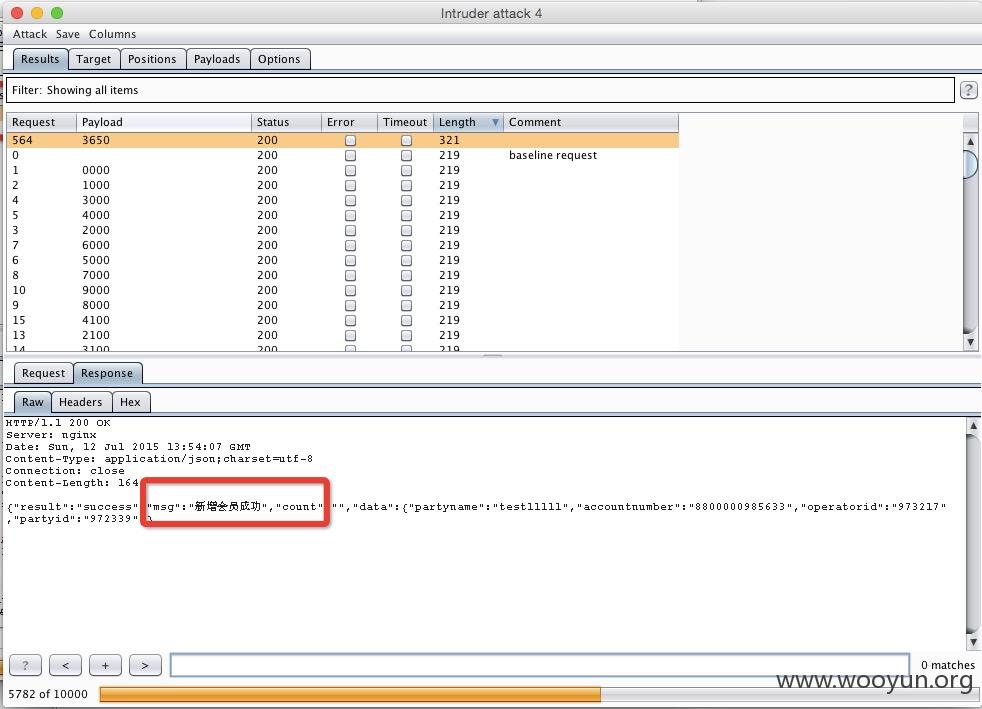 Intruder attack 4
Attack Save Columns
Results Target Positions Payloads Options
Filter: Showing all items
?
Request Payload Status Error Timeout Length Comment
564 3650 200 321
0 200 219 baseline request
1 0000 200 219
2 1000 200 219
4 3000 200 219
5 4000 200 219
3 2000 200 219
7 6000 200 219
6 5000 200 219
8 7000 200 219
10 9000 200 219
9 8000 200 219
15 4100 200 219
13 2100 200 219
14 3100 200 219
Request Response
Raw Headers Hex
HTTP/1.1 200 OK
Server: nginx
Date: Sun, 12 Jul 2015 13:54:07 GMT
Content-Type: application/json;charset=utf-8
Connection: close
Content-Length: 164
{"result":"success" "msg":"新增会员成功","count" "","data":{"partyname":"test11111","accountnumber":"8800000985633","operatorid":"973217"
,"partyid":"972339"
? < + >
0 matches
www.wooyun.org
5782 of 10000